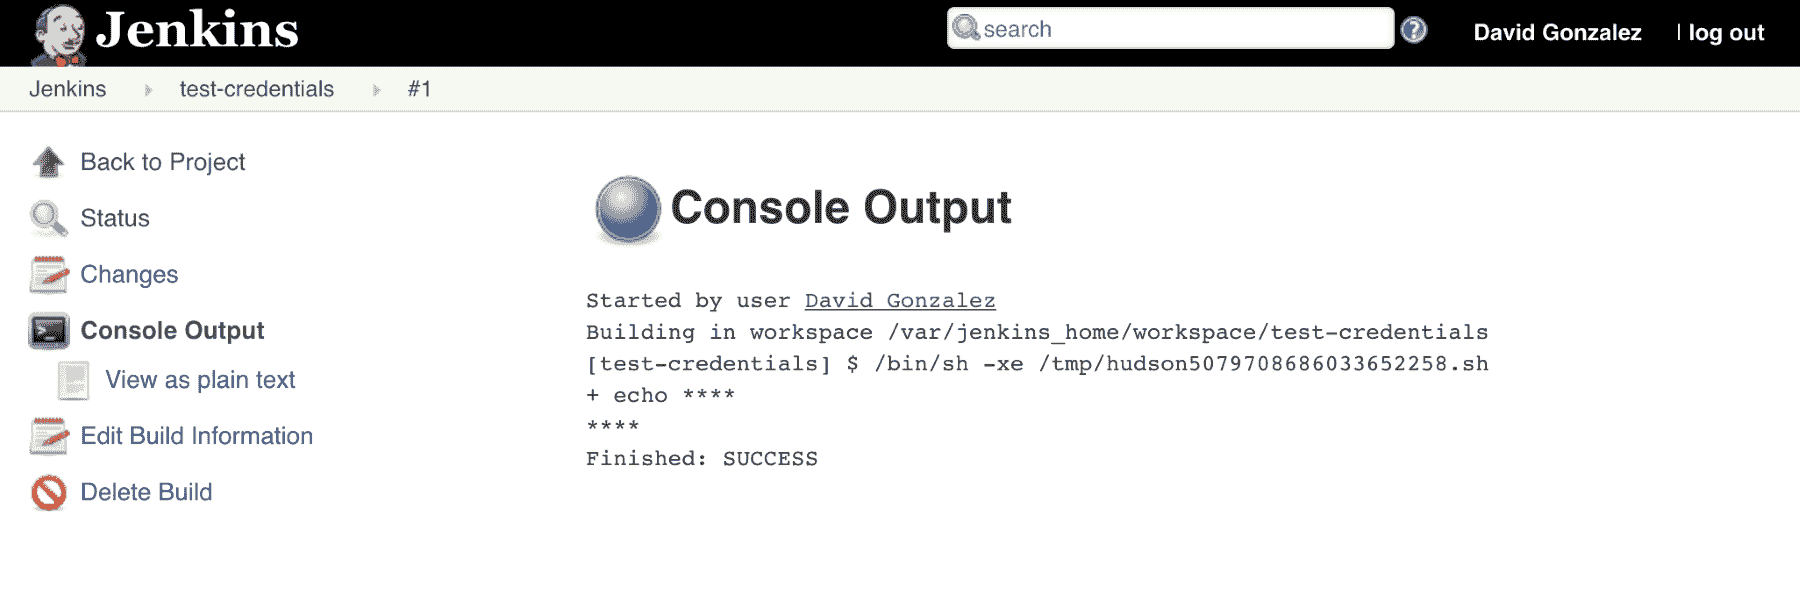 Jenkins
search
?
David Gonzalez | log out
Jenkins test-credentials #1
Back to Project
Status
Changes
Console Output
View as plain text
Edit Build Information
Delete Build
Console Output
Started by user David Gonzalez
Building in workspace /var/jenkins_home/workspace/test-credentials
[test-credentials] $ /bin/sh -xe /tmp/hudson5079708686033652258.sh
+ echo ****
****
Finished: SUCCESS